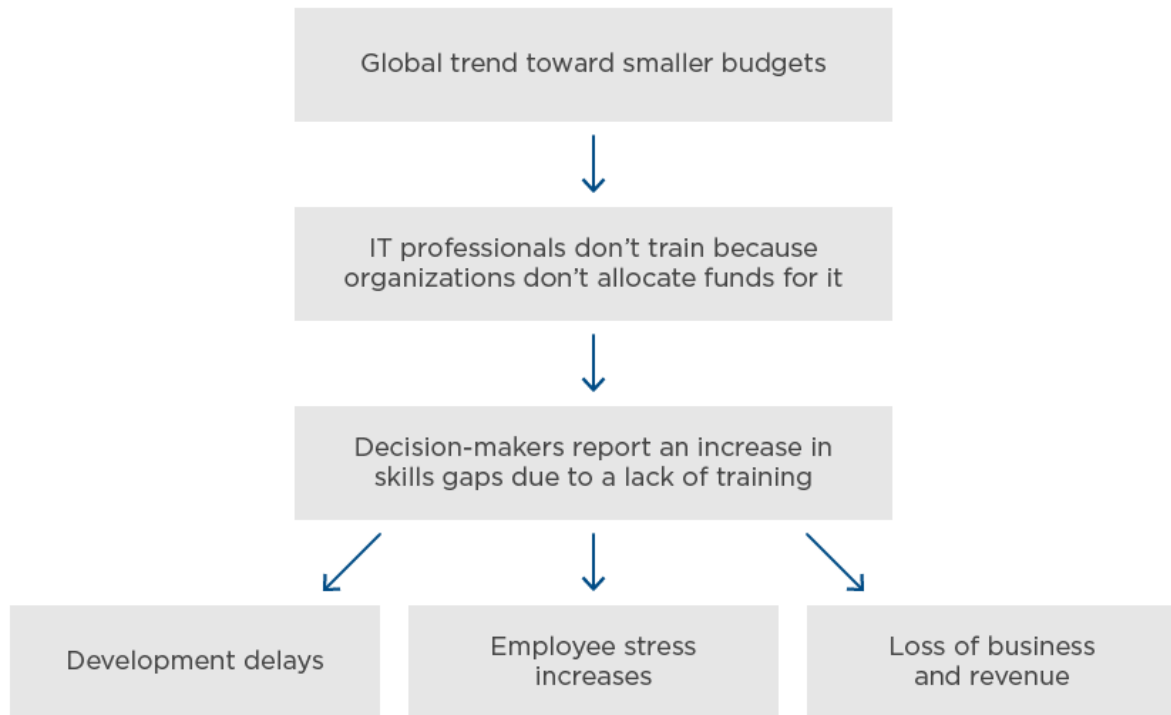 Global trend toward smaller budgets
IT professionals don’t train because
organizations don’t allocate funds for it
Decision-makers report an increase in
skills gaps due to a lack of training
Development delays
Employee stress
increases
Loss of business
and revenue